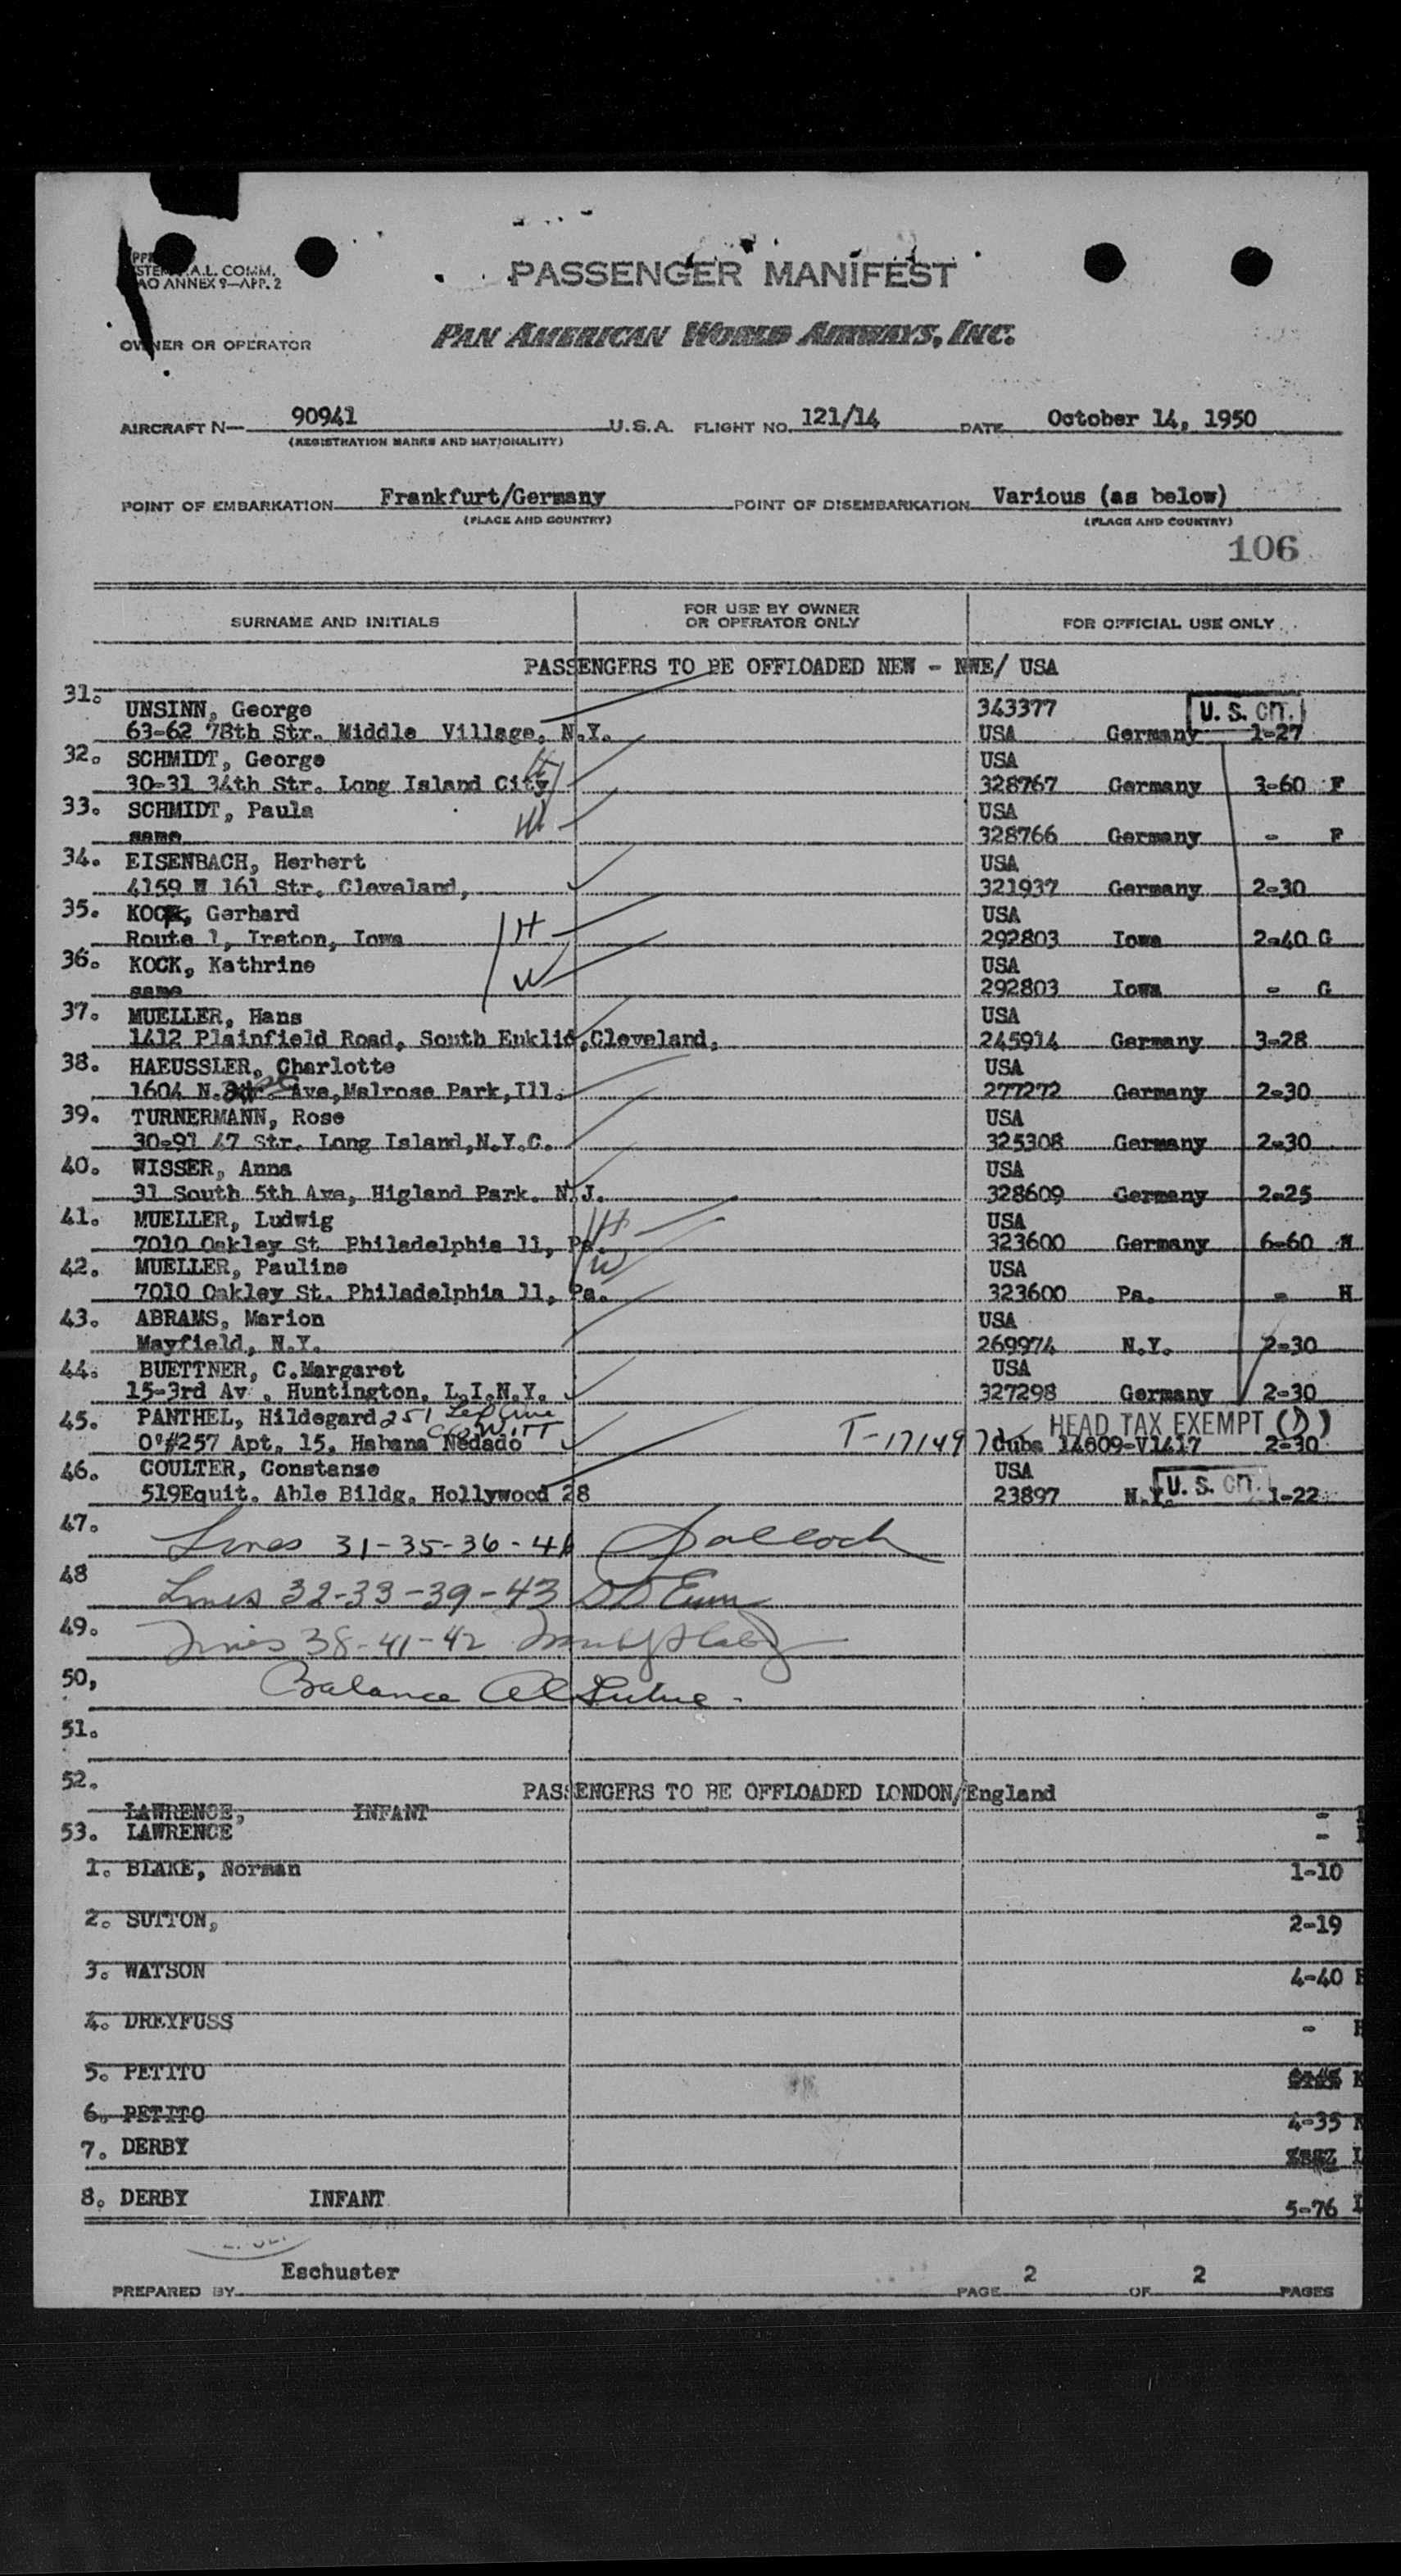 A.L. COMM.
ANNEX 9—APP. 2
PASSENGER MANIFEST
OWNER OR OPERATOR
PAN AMERICAN WORLD AIRWAYS, INC.
AIRCRAFT N— 90941 U.S.A. FLIGHT NO. 121/14 DATE October 14, 1950
(REGISTRATION MARKS AND NATIONALITY)
POINT OF EMBARKATION Frankfurt/Germany POINT OF DISEMBARKATION Various (as below)
(PLACE AND COUNTRY) (PLACE AND COUNTRY)
106
SURNAME AND INITIALS FOR USE BY OWNER OR OPERATOR ONLY FOR OFFICIAL USE ONLY
PASSENGERS TO BE OFFLOADED NEW - NWE/ USA
31. UNSINN, George 343377 U. S. CIT.
63-62 78th Str. Middle Village, N.Y. USA Germany 1-27
32. SCHMIDT, George USA
30-31 34th Str. Long Island City H 328767 Germany 3-60 F
33. SCHMIDT, Paula USA
same W 328766 Germany - F
34. EISENBACH, Herbert USA
4159 W 161 Str. Cleveland, 321937 Germany 2-30
35. KOCK, Gerhard USA
Route 1, Ireton, Iowa H 292803 Iowa 2-40 G
36. KOCK, Kathrine USA
same W 292803 Iowa - G
37. MUELLER, Hans USA
1412 Plainfield Road, South Euklid, Cleveland, 245914 Germany 3-28
38. HAEUSSLER, Charlotte USA
1604 N. Ave, Melrose Park, Ill. 277272 Germany 2-30
39. TURNERMANN, Rose USA
30-91 47 Str. Long Island, N.Y.C. 325308 Germany 2-30
40. WISSER, Anna USA
31 South 5th Ave, Higland Park. N.J. 328609 Germany 2-25
41. MUELLER, Ludwig H USA
7010 Oakley St Philadelphia 11, Pa. 323600 Germany 6-60 H
42. MUELLER, Pauline W USA
7010 Oakley St. Philadelphia 11, Pa. 323600 Pa. - H
43. ABRAMS, Marion USA
Mayfield, N.Y. 269974 N.Y. 2-30
44. BUETTNER, C.Margaret USA
15-3rd Av . Huntington, L.I.N.Y. 327298 Germany 2-30
45. PANTHEL, Hildegard 251 HEAD TAX EXEMPT (D)
O'#257 Apt. 15, Habana Nedado T-171497 Cuba 14609-V1417 2-30
46. COULTER, Constanze USA
519Equit. Able Bildg. Hollywood 28 23897 N.Y. U. S. CIT. 1-22
47. Lines 31-35-36-46
48 Lines 32-33-39-43
49. Lines 38-41-42
50, Balance
51.
52. PASSENGERS TO BE OFFLOADED LONDON/England
LAWRENCE, INFANT -
53. LAWRENCE -
1. BLAKE, Norman 1-10
2. SUTTON, 2-19
3. WATSON 4-40
4. DREYFUSS -
5. PETITO
6. PETITO 4-35
7. DERBY
8. DERBY INFANT 5-76
PREPARED BY Eschuster PAGE 2 OF 2 PAGES